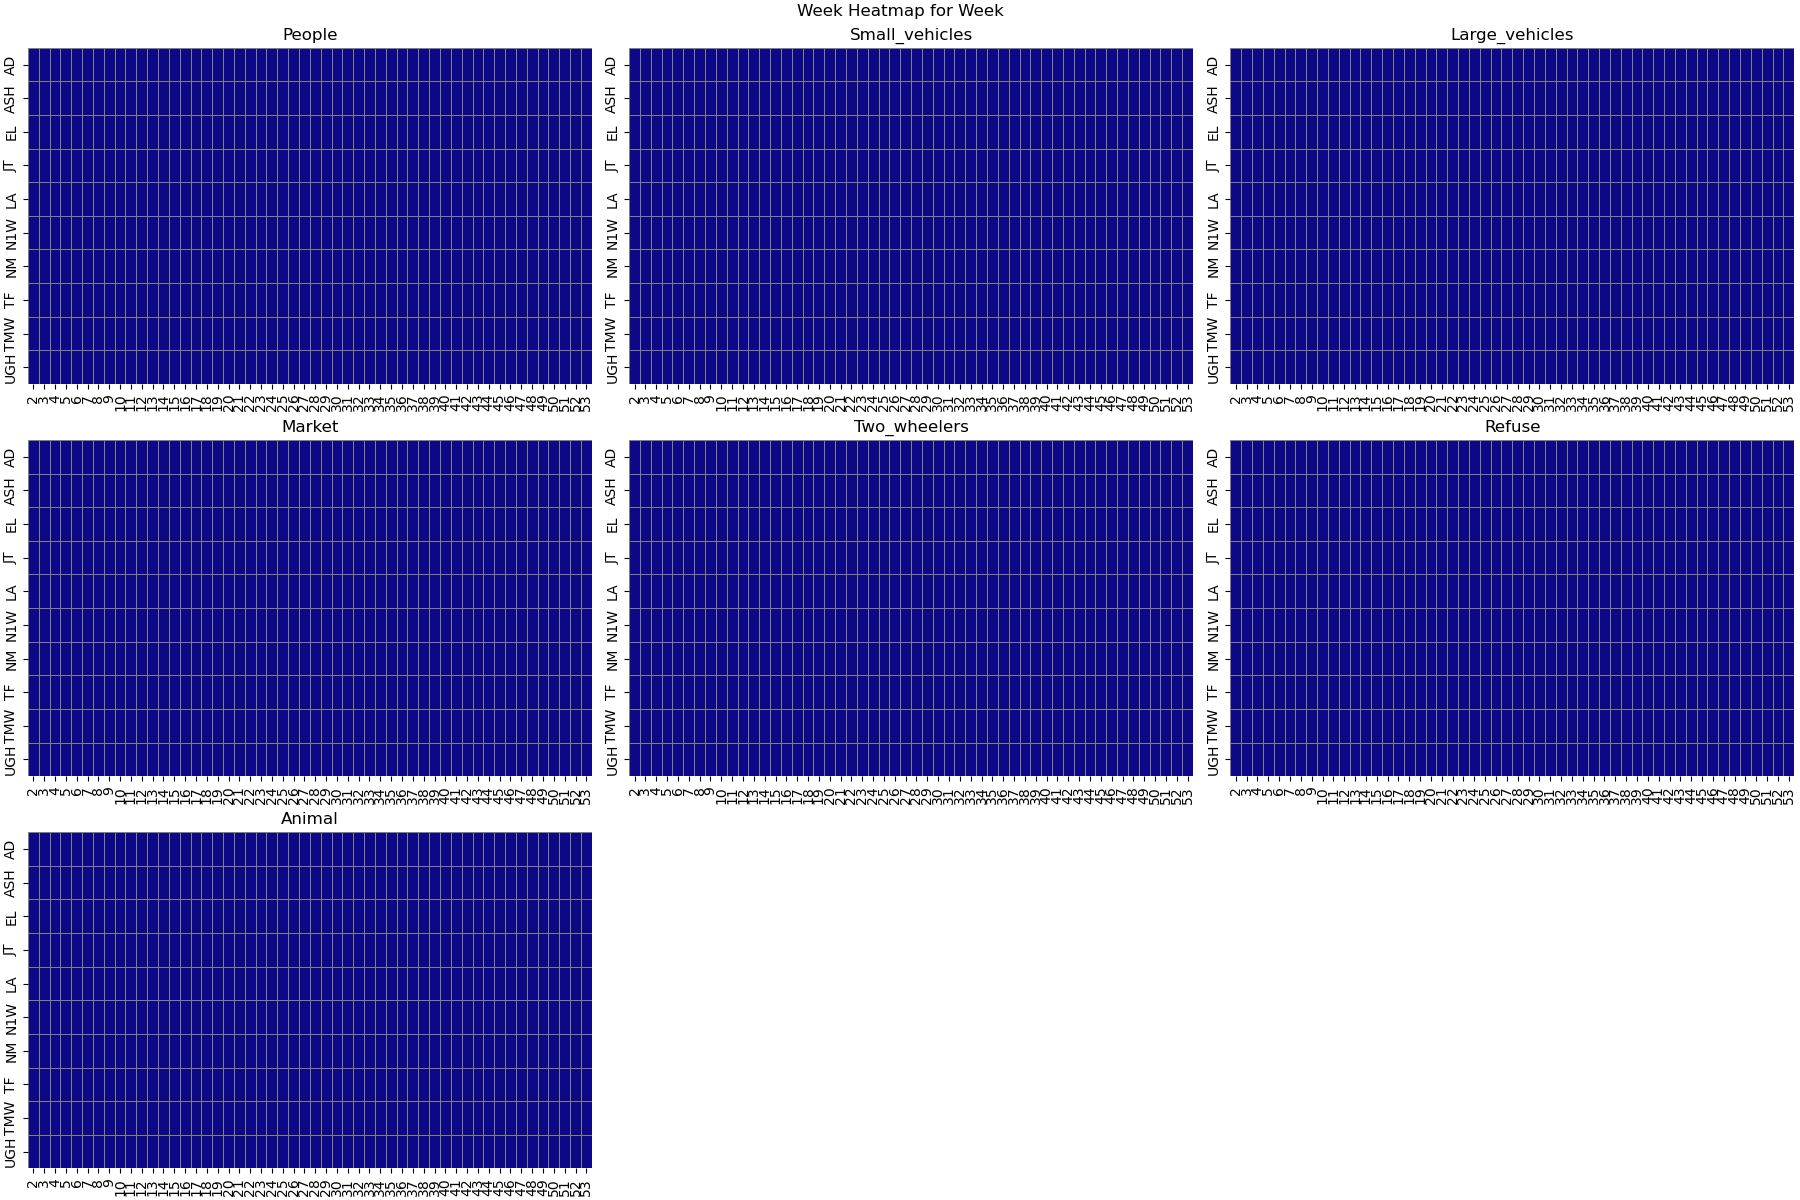 Week Heatmap for Week
People
AD
ASH
EL
JT
LA
N1W
NM
TF
TMW
UGH
2 3 4 5 6 7 8 9 10 11 12 13 14 15 16 17 18 19 20 21 22 23 24 25 26 27 28 29 30 31 32 33 34 35 36 37 38 39 40 41 42 43 44 45 46 47 48 49 50 51 52 53
Small_vehicles
AD
ASH
EL
JT
LA
N1W
NM
TF
TMW
UGH
2 3 4 5 6 7 8 9 10 11 12 13 14 15 16 17 18 19 20 21 22 23 24 25 26 27 28 29 30 31 32 33 34 35 36 37 38 39 40 41 42 43 44 45 46 47 48 49 50 51 52 53
Large_vehicles
AD
ASH
EL
JT
LA
N1W
NM
TF
TMW
UGH
2 3 4 5 6 7 8 9 10 11 12 13 14 15 16 17 18 19 20 21 22 23 24 25 26 27 28 29 30 31 32 33 34 35 36 37 38 39 40 41 42 43 44 45 46 47 48 49 50 51 52 53
Market
AD
ASH
EL
JT
LA
N1W
NM
TF
TMW
UGH
2 3 4 5 6 7 8 9 10 11 12 13 14 15 16 17 18 19 20 21 22 23 24 25 26 27 28 29 30 31 32 33 34 35 36 37 38 39 40 41 42 43 44 45 46 47 48 49 50 51 52 53
Two_wheelers
AD
ASH
EL
JT
LA
N1W
NM
TF
TMW
UGH
2 3 4 5 6 7 8 9 10 11 12 13 14 15 16 17 18 19 20 21 22 23 24 25 26 27 28 29 30 31 32 33 34 35 36 37 38 39 40 41 42 43 44 45 46 47 48 49 50 51 52 53
Refuse
AD
ASH
EL
JT
LA
N1W
NM
TF
TMW
UGH
2 3 4 5 6 7 8 9 10 11 12 13 14 15 16 17 18 19 20 21 22 23 24 25 26 27 28 29 30 31 32 33 34 35 36 37 38 39 40 41 42 43 44 45 46 47 48 49 50 51 52 53
Animal
AD
ASH
EL
JT
LA
N1W
NM
TF
TMW
UGH
2 3 4 5 6 7 8 9 10 11 12 13 14 15 16 17 18 19 20 21 22 23 24 25 26 27 28 29 30 31 32 33 34 35 36 37 38 39 40 41 42 43 44 45 46 47 48 49 50 51 52 53